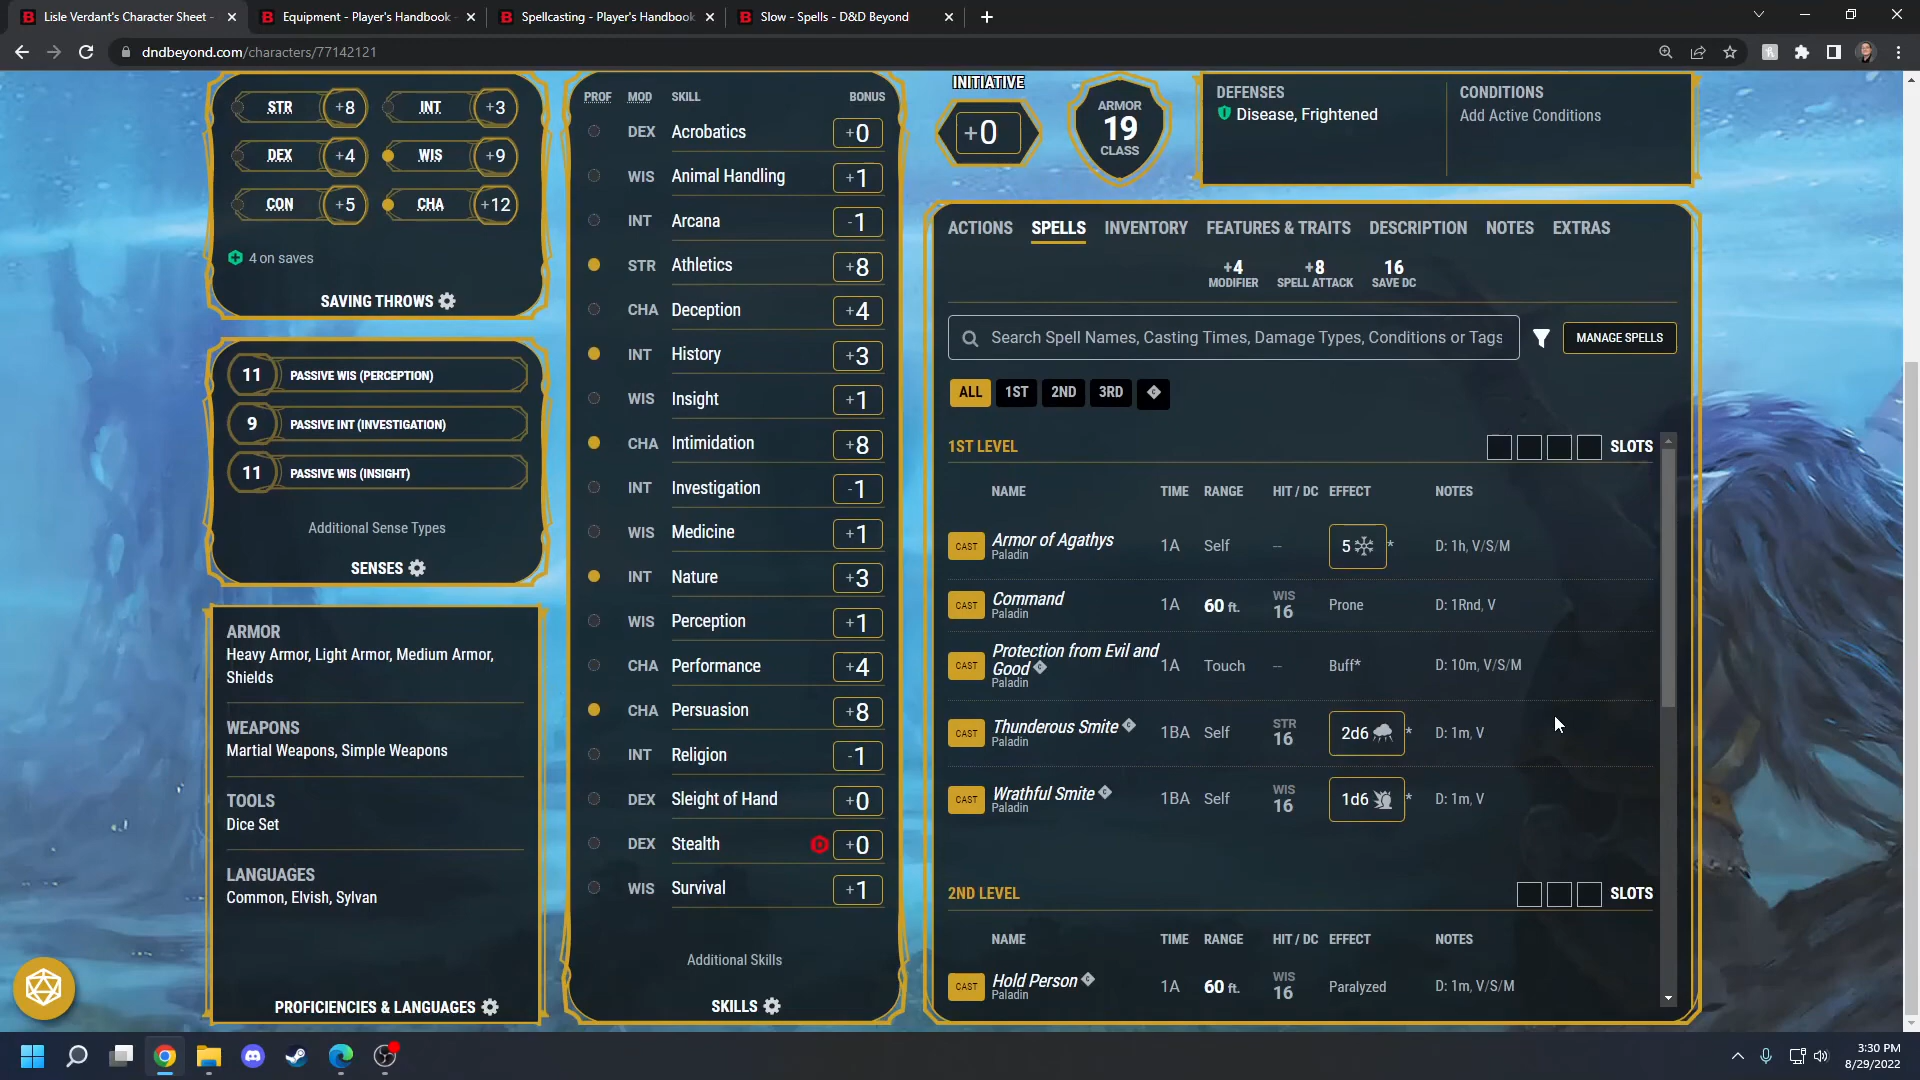 Lisle Verdant's Character Sheet -
Equipment - Player's Handbook -
Spellcasting - Player's Handbook
Slow - Spells - D&D Beyond
dndbeyond.com/characters/77142121
STR +8 INT +3
DEX +4 WIS +9
CON +5 CHA +12
4 on saves
SAVING THROWS
11 PASSIVE WIS (PERCEPTION)
9 PASSIVE INT (INVESTIGATION)
11 PASSIVE WIS (INSIGHT)
Additional Sense Types
SENSES
ARMOR
Heavy Armor, Light Armor, Medium Armor,
Shields
WEAPONS
Martial Weapons, Simple Weapons
TOOLS
Dice Set
LANGUAGES
Common, Elvish, Sylvan
PROFICIENCIES & LANGUAGES
PROF MOD SKILL BONUS
DEX Acrobatics +0
WIS Animal Handling +1
INT Arcana -1
STR Athletics +8
CHA Deception +4
INT History +3
WIS Insight +1
CHA Intimidation +8
INT Investigation -1
WIS Medicine +1
INT Nature +3
WIS Perception +1
CHA Performance +4
CHA Persuasion +8
INT Religion -1
DEX Sleight of Hand +0
DEX Stealth D +0
WIS Survival +1
Additional Skills
SKILLS
INITIATIVE
+0
ARMOR
19
CLASS
DEFENSES
Disease, Frightened
CONDITIONS
Add Active Conditions
ACTIONS SPELLS INVENTORY FEATURES & TRAITS DESCRIPTION NOTES EXTRAS
+4 +8 16
MODIFIER SPELL ATTACK SAVE DC
Search Spell Names, Casting Times, Damage Types, Conditions or Tags
MANAGE SPELLS
ALL 1ST 2ND 3RD C
1ST LEVEL SLOTS
NAME TIME RANGE HIT / DC EFFECT NOTES
CAST Armor of Agathys 1A Self -- 5 * D: 1h, V/S/M
Paladin
CAST Command 1A 60 ft. WIS 16 Prone D: 1Rnd, V
Paladin
CAST Protection from Evil and Good C 1A Touch -- Buff* D: 10m, V/S/M
Paladin
CAST Thunderous Smite C 1BA Self STR 16 2d6 * D: 1m, V
Paladin
CAST Wrathful Smite C 1BA Self WIS 16 1d6 * D: 1m, V
Paladin
2ND LEVEL SLOTS
NAME TIME RANGE HIT / DC EFFECT NOTES
CAST Hold Person C 1A 60 ft. WIS 16 Paralyzed D: 1m, V/S/M
Paladin
3:30 PM
8/29/2022